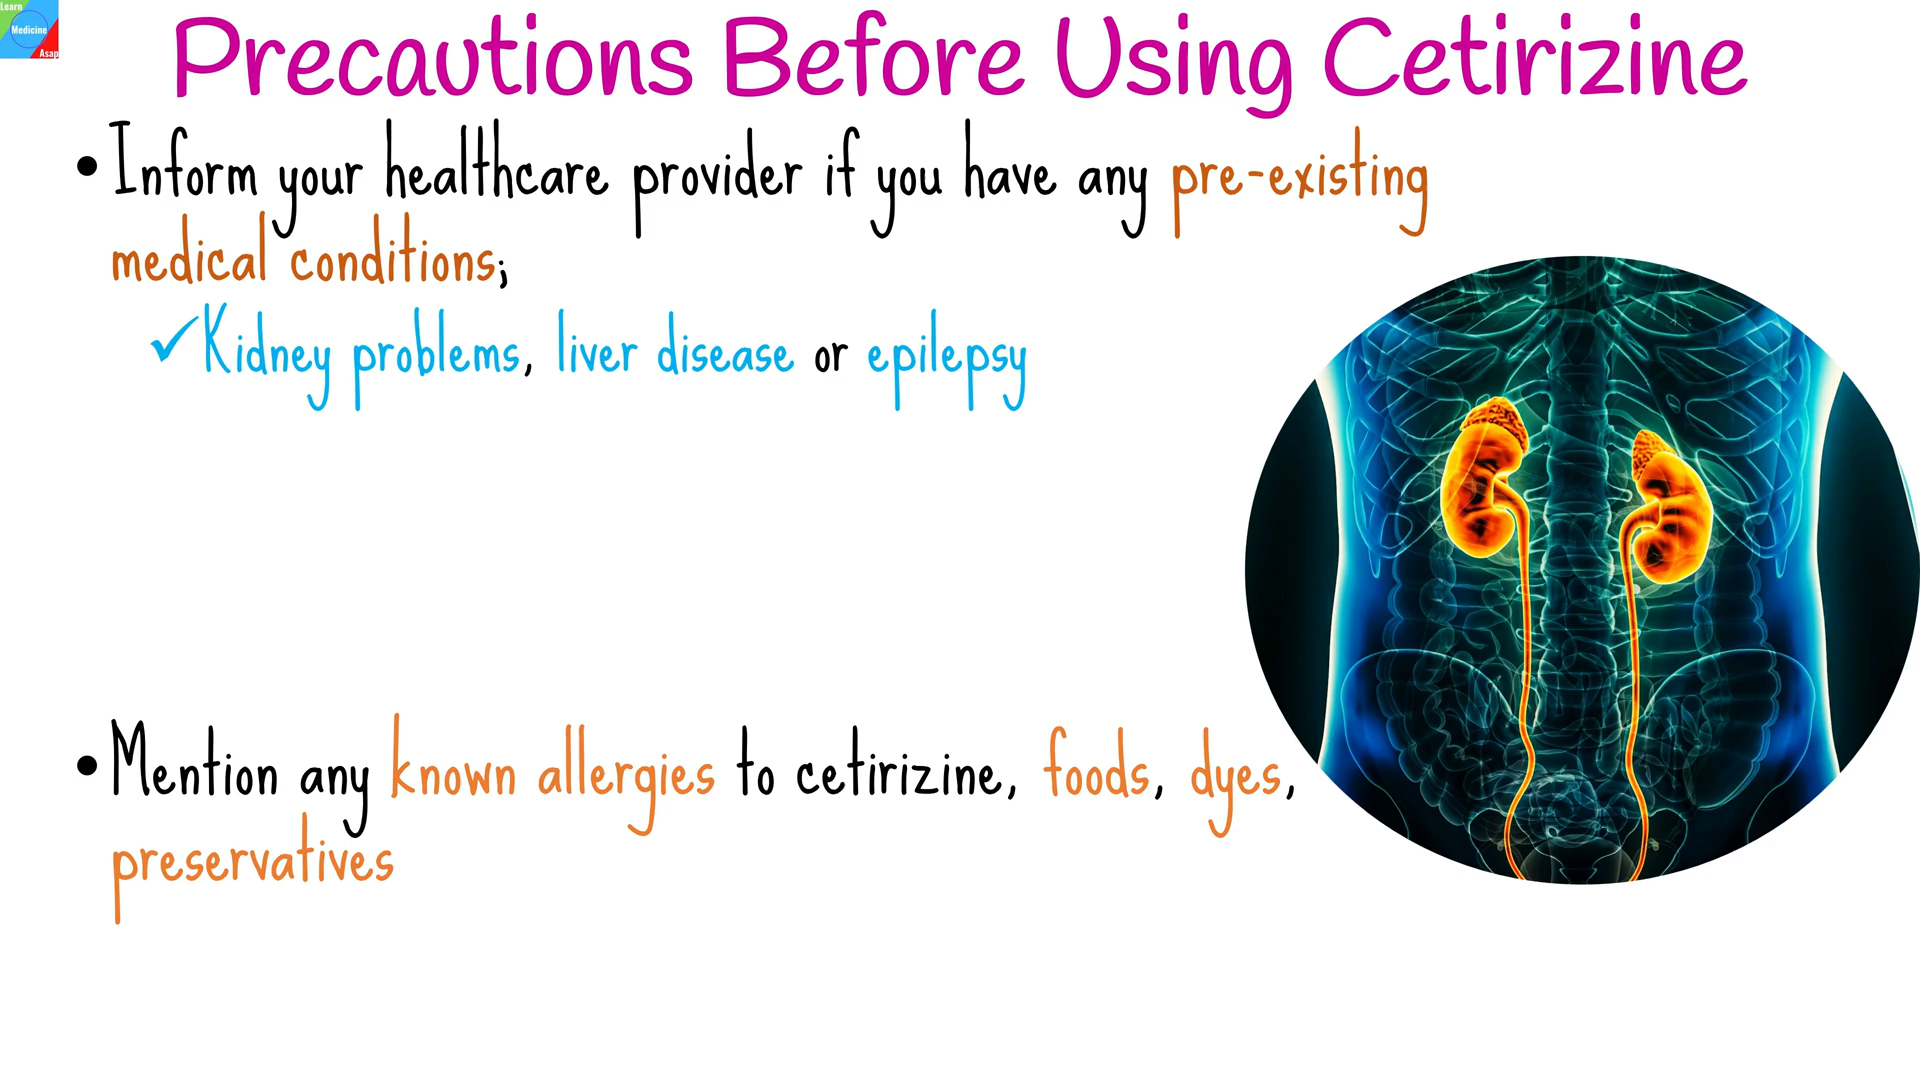 Learn
Medicine
Asap
Precautions Before Using Cetirizine
• Inform your healthcare provider if you have any pre-existing
medical conditions;
✓ Kidney problems, liver disease or epilepsy
• Mention any known allergies to cetirizine, foods, dyes,
preservatives